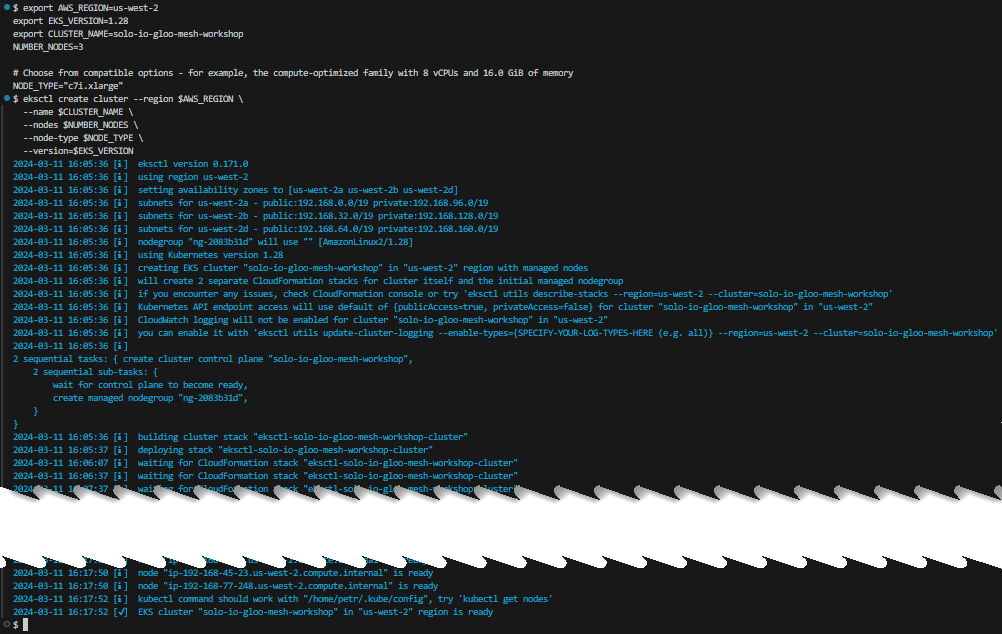 $ export AWS_REGION=us-west-2
export EKS_VERSION=1.28
export CLUSTER_NAME=solo-io-gloo-mesh-workshop
NUMBER_NODES=3
# Choose from compatible options - for example, the compute-optimized family with 8 vCPUs and 16.0 GiB of memory
NODE_TYPE="c7i.xlarge"
$ eksctl create cluster --region $AWS_REGION \
--name $CLUSTER_NAME \
--nodes $NUMBER_NODES \
--node-type $NODE_TYPE \
--version=$EKS_VERSION
2024-03-11 16:05:36 [ℹ]  eksctl version 0.171.0
2024-03-11 16:05:36 [ℹ]  using region us-west-2
2024-03-11 16:05:36 [ℹ]  setting availability zones to [us-west-2a us-west-2b us-west-2d]
2024-03-11 16:05:36 [ℹ]  subnets for us-west-2a - public:192.168.0.0/19 private:192.168.96.0/19
2024-03-11 16:05:36 [ℹ]  subnets for us-west-2b - public:192.168.32.0/19 private:192.168.128.0/19
2024-03-11 16:05:36 [ℹ]  subnets for us-west-2d - public:192.168.64.0/19 private:192.168.160.0/19
2024-03-11 16:05:36 [ℹ]  nodegroup "ng-2083b31d" will use "" [AmazonLinux2/1.28]
2024-03-11 16:05:36 [ℹ]  using Kubernetes version 1.28
2024-03-11 16:05:36 [ℹ]  creating EKS cluster "solo-io-gloo-mesh-workshop" in "us-west-2" region with managed nodes
2024-03-11 16:05:36 [ℹ]  will create 2 separate CloudFormation stacks for cluster itself and the initial managed nodegroup
2024-03-11 16:05:36 [ℹ]  if you encounter any issues, check CloudFormation console or try 'eksctl utils describe-stacks --region=us-west-2 --cluster=solo-io-gloo-mesh-workshop'
2024-03-11 16:05:36 [ℹ]  Kubernetes API endpoint access will use default of {publicAccess=true, privateAccess=false} for cluster "solo-io-gloo-mesh-workshop" in "us-west-2"
2024-03-11 16:05:36 [ℹ]  CloudWatch logging will not be enabled for cluster "solo-io-gloo-mesh-workshop" in "us-west-2"
2024-03-11 16:05:36 [ℹ]  you can enable it with 'eksctl utils update-cluster-logging --enable-types={SPECIFY-YOUR-LOG-TYPES-HERE (e.g. all)} --region=us-west-2 --cluster=solo-io-gloo-mesh-workshop'
2024-03-11 16:05:36 [ℹ]
2 sequential tasks: { create cluster control plane "solo-io-gloo-mesh-workshop",
2 sequential sub-tasks: {
wait for control plane to become ready,
create managed nodegroup "ng-2083b31d",
}
}
2024-03-11 16:05:36 [ℹ]  building cluster stack "eksctl-solo-io-gloo-mesh-workshop-cluster"
2024-03-11 16:05:37 [ℹ]  deploying stack "eksctl-solo-io-gloo-mesh-workshop-cluster"
2024-03-11 16:06:07 [ℹ]  waiting for CloudFormation stack "eksctl-solo-io-gloo-mesh-workshop-cluster"
2024-03-11 16:06:37 [ℹ]  waiting for CloudFormation stack "eksctl-solo-io-gloo-mesh-workshop-cluster"
2024-03-11 16:07:37 waiting for CloudFormation stack "eksctl-solo-io-gloo-mesh-workshop-cluster"
2024-03-11 16:17:50 [ℹ]  node "ip-192-168-45-23.us-west-2.compute.internal" is ready
2024-03-11 16:17:50 [ℹ]  node "ip-192-168-77-248.us-west-2.compute.internal" is ready
2024-03-11 16:17:52 [ℹ]  kubectl command should work with "/home/petr/.kube/config", try 'kubectl get nodes'
2024-03-11 16:17:52 [✔]  EKS cluster "solo-io-gloo-mesh-workshop" in "us-west-2" region is ready
$